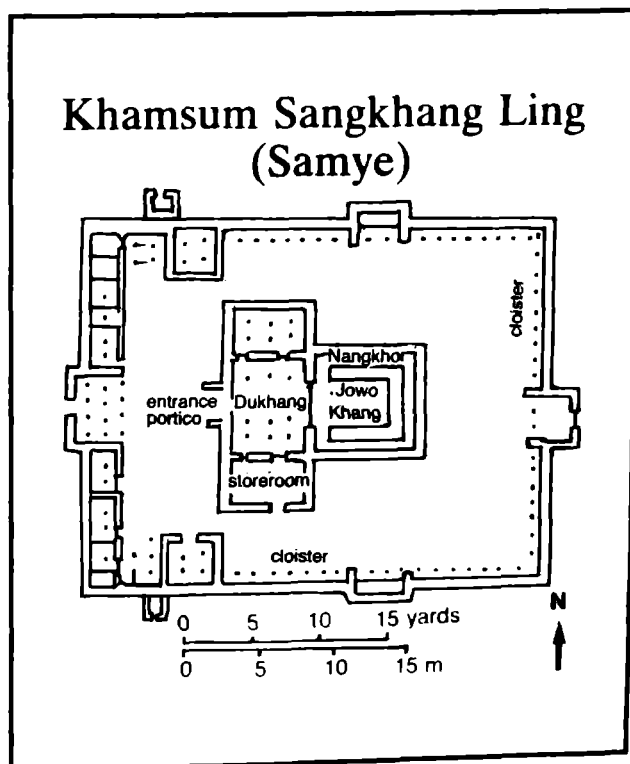 Khamsum Sangkhang Ling
(Samye)
cloister
Nangkhor
entrance
portico
Dukhang
Jowo
Khang
storeroom
cloister
N
0 5 10 15 yards
0 5 10 15 m